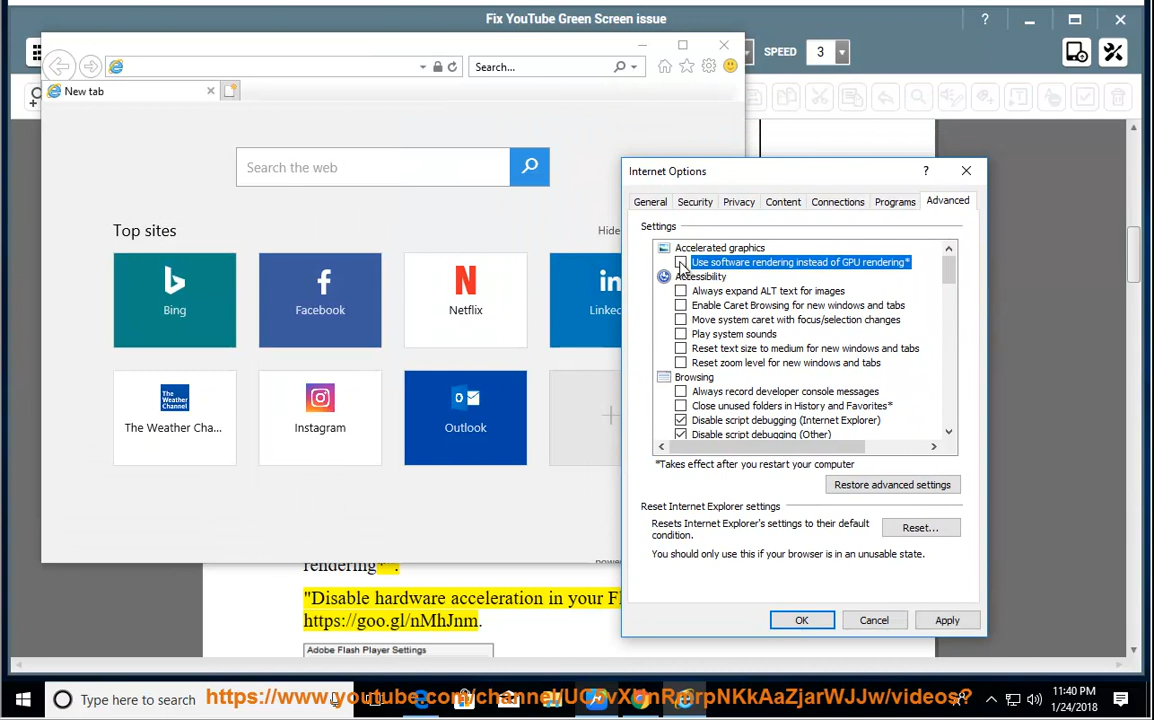 Fix YouTube Green Screen issue
?
SPEED
3
Search...
New tab
Search the web
Top sites
Hide
Bing
Facebook
Netflix
Linked
The Weather Channel
The Weather Cha...
Instagram
Outlook
Internet Options
?
General Security Privacy Content Connections Programs Advanced
Settings
Accelerated graphics
Use software rendering instead of GPU rendering*
Accessibility
Always expand ALT text for images
Enable Caret Browsing for new windows and tabs
Move system caret with focus/selection changes
Play system sounds
Reset text size to medium for new windows and tabs
Reset zoom level for new windows and tabs
Browsing
Always record developer console messages
Close unused folders in History and Favorites*
Disable script debugging (Internet Explorer)
Disable script debugging (Other)
*Takes effect after you restart your computer
Restore advanced settings
Reset Internet Explorer settings
Resets Internet Explorer's settings to their default
condition.
Reset...
You should only use this if your browser is in an unusable state.
OK Cancel Apply
rendering*".
"Disable hardware acceleration in your Fl
https://goo.gl/nMhJnm.
Adobe Flash Player Settings
Type here to search
11:40 PM
1/24/2018